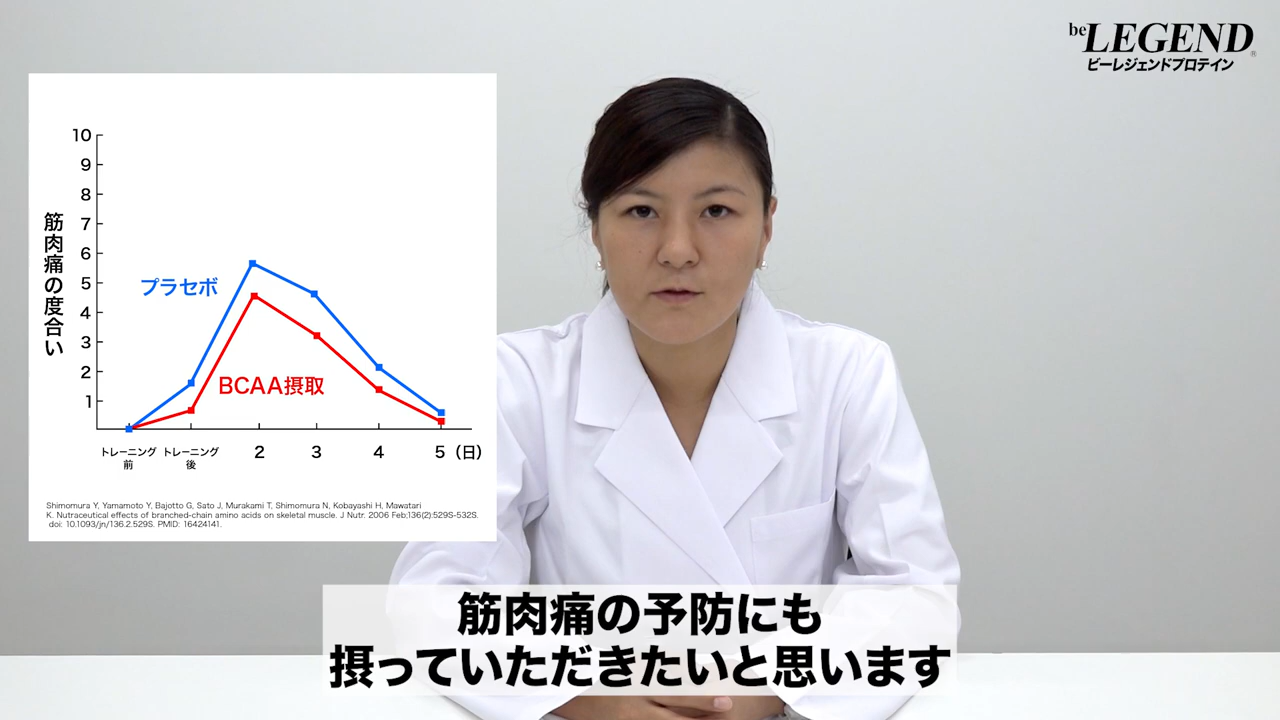 be LEGEND®
ビーレジェンドプロテイン
10
9
8
7
6
5
4
3
2
1
筋肉痛の度合い
プラセボ
BCAA摂取
トレーニング前
トレーニング後
2
3
4
5（日）
Shimomura Y, Yamamoto Y, Bajotto G, Sato J, Murakami T, Shimomura N, Kobayashi H, Mawatari
K. Nutraceutical effects of branched-chain amino acids on skeletal muscle. J Nutr. 2006 Feb;136(2):529S-532S.
doi: 10.1093/jn/136.2.529S. PMID: 16424141.
筋肉痛の予防にも
摂っていただきたいと思います